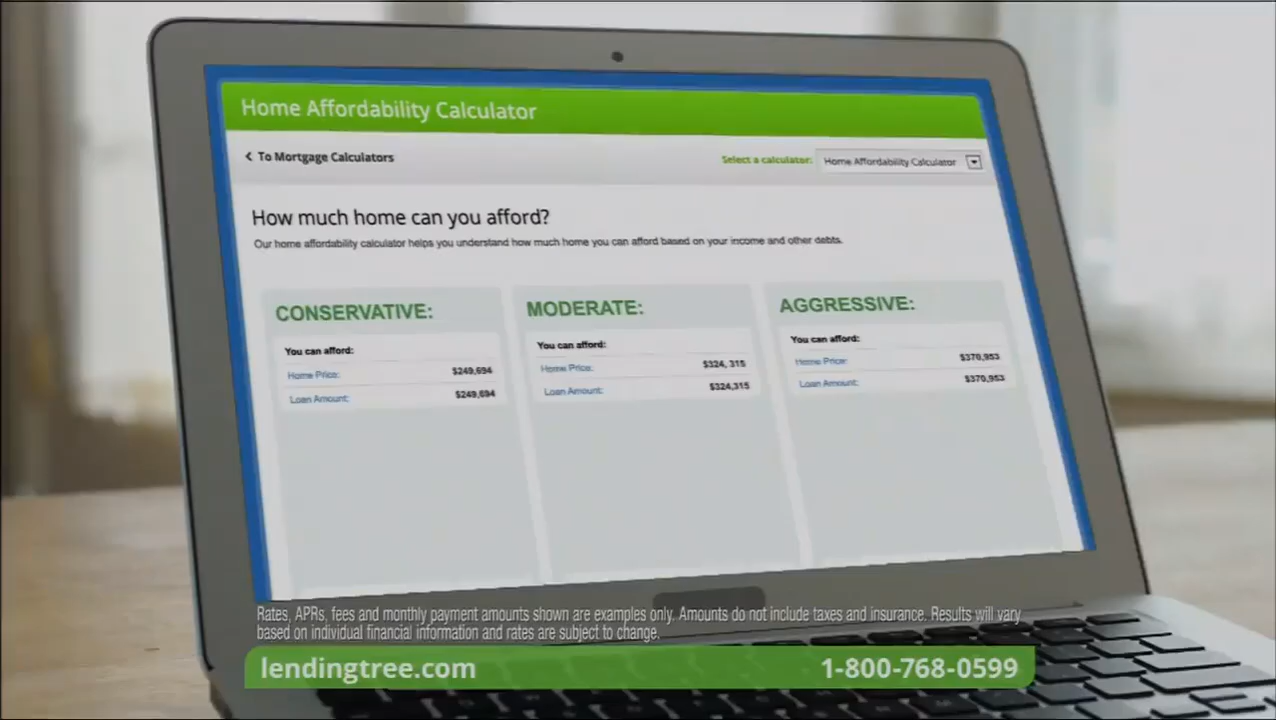 Home Affordability Calculator
To Mortgage Calculators
Select a calculator:
Home Affordability Calculator
How much home can you afford?
Our home affordability calculator helps you understand how much home you can afford based on your income and other debts.
CONSERVATIVE:
You can afford:
Home Price: $249,694
Loan Amount: $249,694
MODERATE:
You can afford:
Home Price: $324, 315
Loan Amount: $324,315
AGGRESSIVE:
You can afford:
Home Price: $370,953
Loan Amount: $370,953
Rates, APRs, fees and monthly payment amounts shown are examples only. Amounts do not include taxes and insurance. Results will vary
based on individual financial information and rates are subject to change.
lendingtree.com
1-800-768-0599